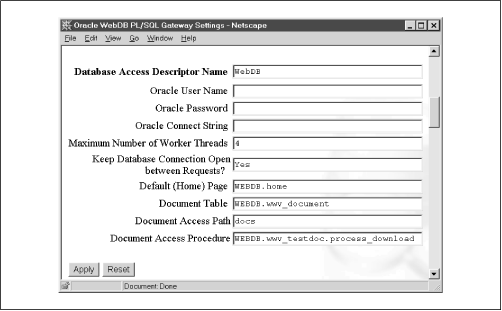 Oracle WebDB PL/SQL Gateway Settings - Netscape
File Edit View Go Window Help
Database Access Descriptor Name WebDB
Oracle User Name
Oracle Password
Oracle Connect String
Maximum Number of Worker Threads 4
Keep Database Connection Open
between Requests? Yes
Default (Home) Page WEBDB.home
Document Table WEBDB.wwv_document
Document Access Path docs
Document Access Procedure WEBDB.wwv_testdoc.process_download
Apply Reset
Document: Done